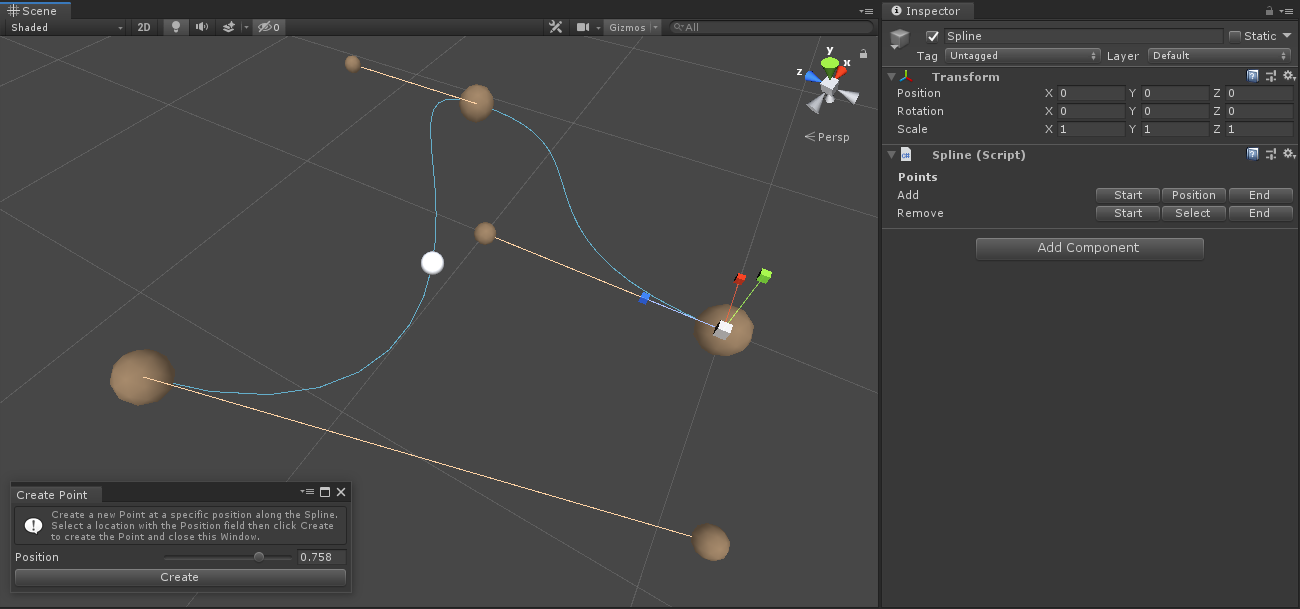 Scene
Shaded 2D 0 Gizmos All
y
x
z
Persp
Create Point
Create a new Point at a specific position along the Spline.
Select a location with the Position field then click Create
to create the Point and close this Window.
Position 0.758
Create
Inspector
Spline Static
Tag Untagged Layer Default
Transform
Position X 0 Y 0 Z 0
Rotation X 0 Y 0 Z 0
Scale X 1 Y 1 Z 1
Spline (Script)
Points
Add Start Position End
Remove Start Select End
Add Component